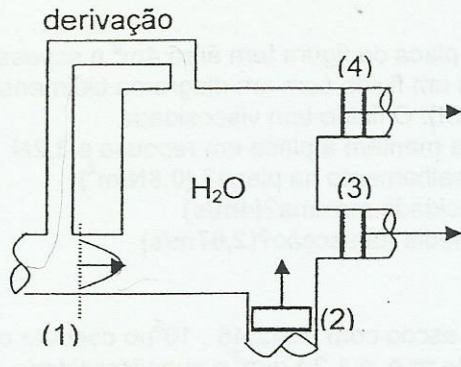 derivação
(4)
H₂O
(3)
(1)
(2)